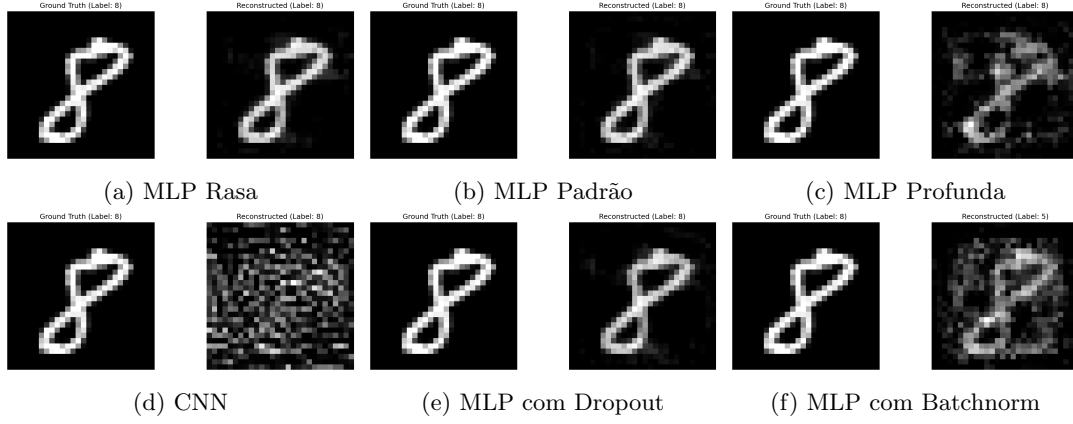 Ground Truth (Label: 8) Reconstructed (Label: 8) Ground Truth (Label: 8) Reconstructed (Label: 8) Ground Truth (Label: 8) Reconstructed (Label: 8)
(a) MLP Rasa (b) MLP Padrão (c) MLP Profunda
Ground Truth (Label: 8) Reconstructed (Label: 8) Ground Truth (Label: 8) Reconstructed (Label: 8) Ground Truth (Label: 8) Reconstructed (Label: 5)
(d) CNN (e) MLP com Dropout (f) MLP com Batchnorm